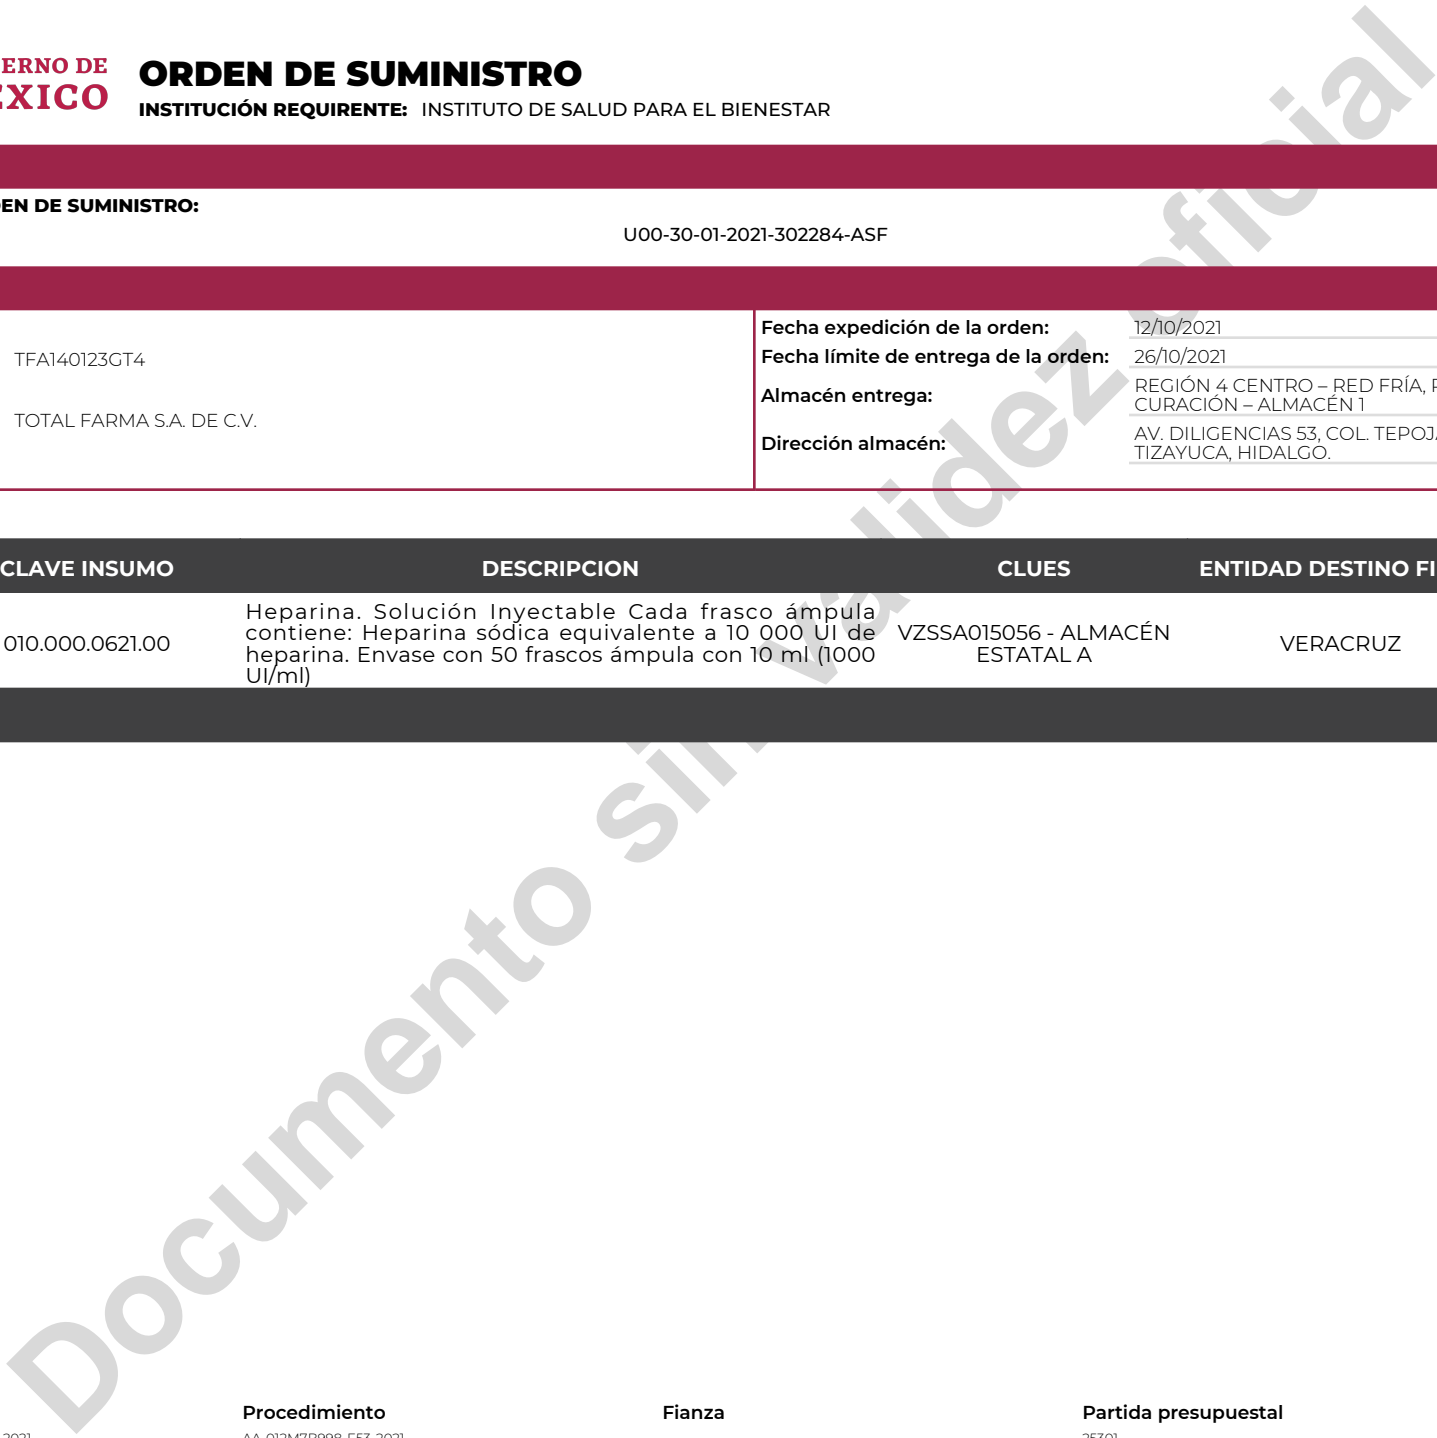 ERNO DE
EXICO
ORDEN DE SUMINISTRO
INSTITUCIÓN REQUIRENTE: INSTITUTO DE SALUD PARA EL BIENESTAR
EN DE SUMINISTRO:
U00-30-01-2021-302284-ASF
TFA140123GT4
TOTAL FARMA S.A. DE C.V.
Fecha expedición de la orden: 12/10/2021
Fecha límite de entrega de la orden: 26/10/2021
Almacén entrega: REGIÓN 4 CENTRO – RED FRÍA,
CURACIÓN – ALMACÉN 1
Dirección almacén: AV. DILIGENCIAS 53, COL. TEPOJ
TIZAYUCA, HIDALGO.
CLAVE INSUMO DESCRIPCION CLUES ENTIDAD DESTINO FI
010.000.0621.00
Heparina. Solución Inyectable Cada frasco ámpula
contiene: Heparina sódica equivalente a 10 000 UI de
heparina. Envase con 50 frascos ámpula con 10 ml (1000
UI/ml)
VZSSA015056 - ALMACÉN
ESTATAL A
VERACRUZ
Documento sin validez oficial
Procedimiento Fianza Partida presupuestal